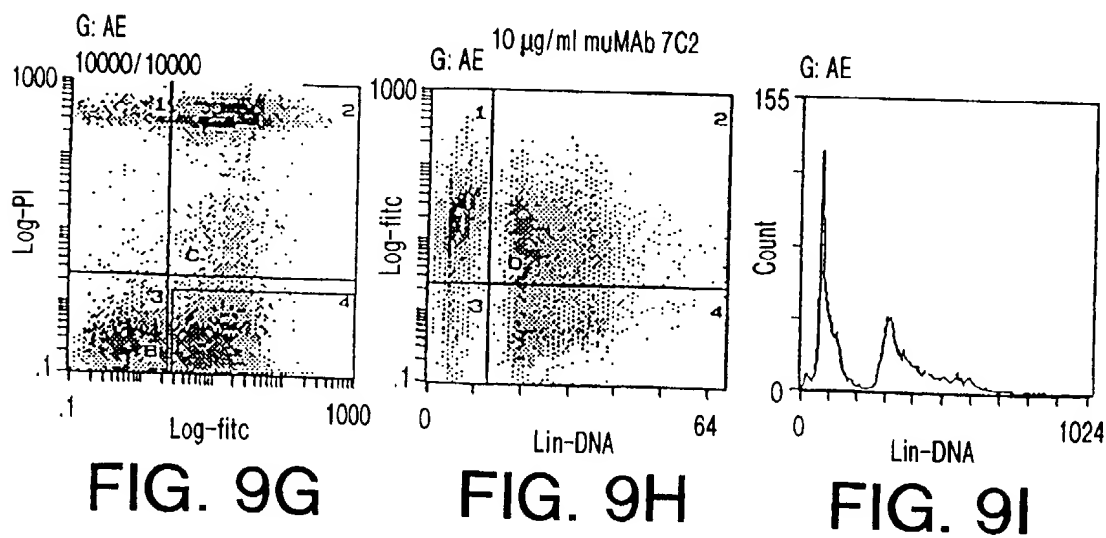 G: AE
10000/10000
1000
1
2
Log-PI
C
3
4
B
.1
.1
1000
Log-fitc
FIG. 9G
10 µg/ml muMAb 7C2
G: AE
1000
1
2
Log-fitc
D
3
4
.1
0
64
Lin-DNA
FIG. 9H
G: AE
155
Count
0
0
1024
Lin-DNA
FIG. 9I